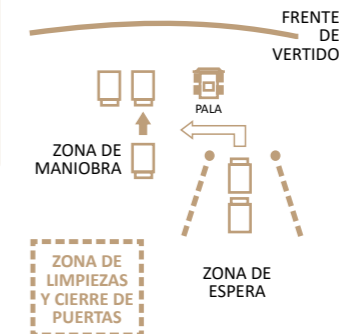 FRENTE
DE
VERTIDO
PALA
ZONA DE
MANIOBRA
ZONA DE
LIMPIEZAS
Y CIERRE DE
PUERTAS
ZONA DE
ESPERA